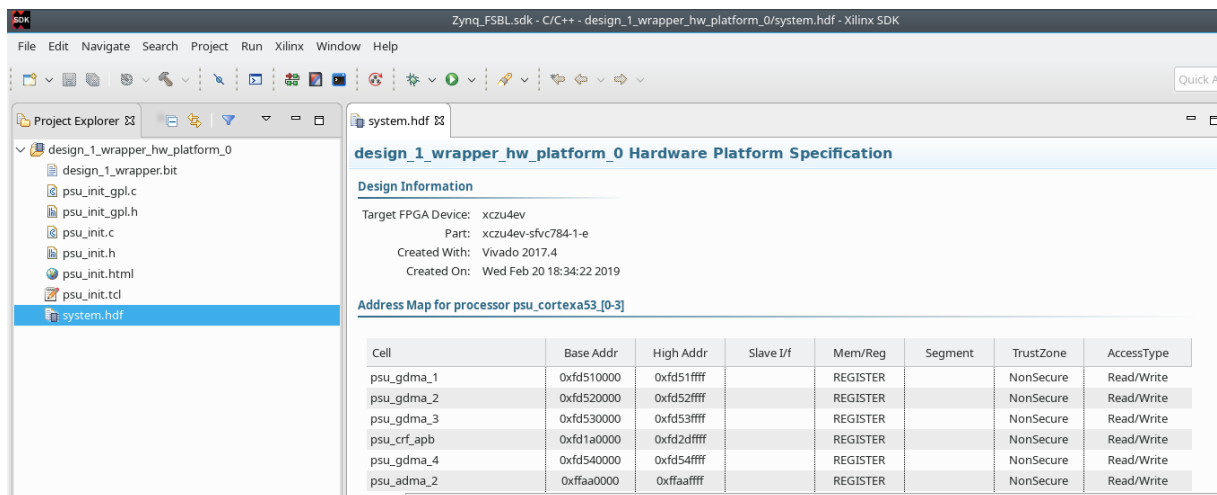 SDK
Zynq_FSBL.sdk - C/C++ - design_1_wrapper_hw_platform_0/system.hdf - Xilinx SDK
File Edit Navigate Search Project Run Xilinx Window Help
Quick A
Project Explorer
design_1_wrapper_hw_platform_0
design_1_wrapper.bit
psu_init_gpl.c
psu_init_gpl.h
psu_init.c
psu_init.h
psu_init.html
psu_init.tcl
system.hdf
system.hdf
design_1_wrapper_hw_platform_0 Hardware Platform Specification
Design Information
Target FPGA Device: xczu4ev
Part: xczu4ev-sfvc784-1-e
Created With: Vivado 2017.4
Created On: Wed Feb 20 18:34:22 2019
Address Map for processor psu_cortexa53_[0-3]
Cell Base Addr High Addr Slave I/f Mem/Reg Segment TrustZone AccessType
psu_gdma_1 0xfd510000 0xfd51ffff REGISTER NonSecure Read/Write
psu_gdma_2 0xfd520000 0xfd52ffff REGISTER NonSecure Read/Write
psu_gdma_3 0xfd530000 0xfd53ffff REGISTER NonSecure Read/Write
psu_crf_apb 0xfd1a0000 0xfd2dffff REGISTER NonSecure Read/Write
psu_gdma_4 0xfd540000 0xfd54ffff REGISTER NonSecure Read/Write
psu_adma_2 0xffaa0000 0xffaaffff REGISTER NonSecure Read/Write